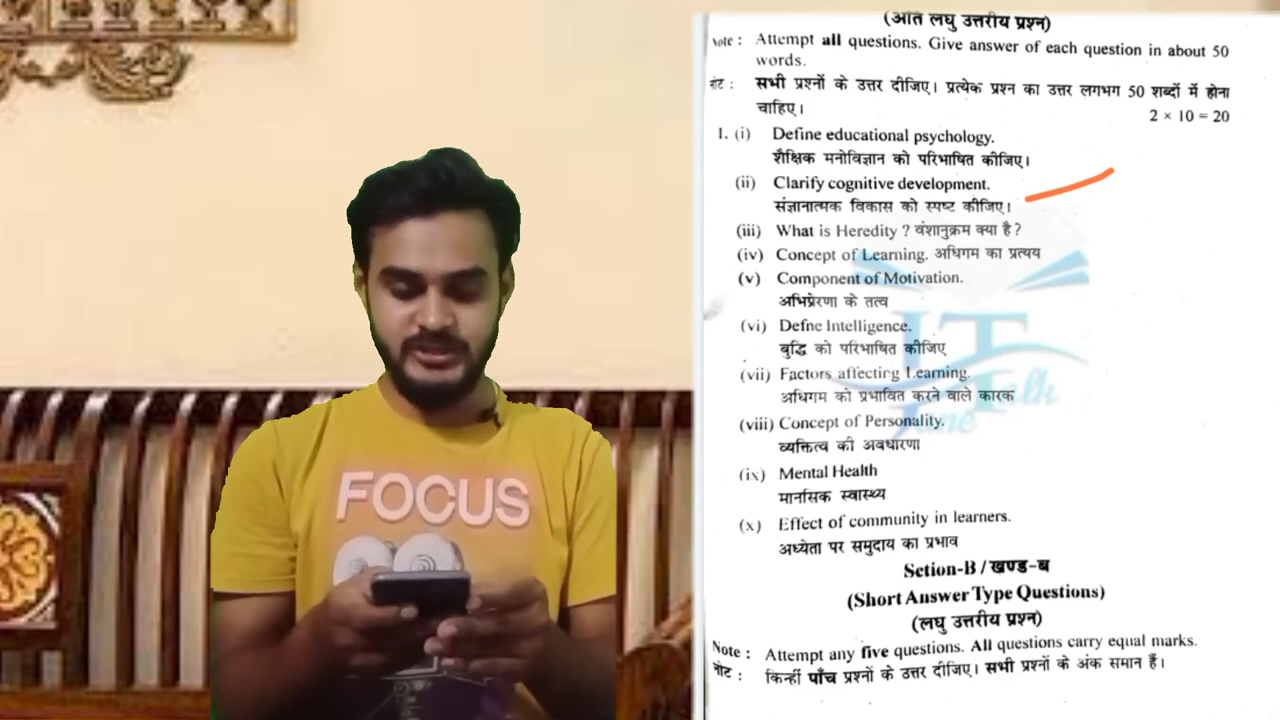 FOCUS
(अति लघु उत्तरीय प्रश्न)
Note : Attempt all questions. Give answer of each question in about 50
words.
नोट : सभी प्रश्नों के उत्तर दीजिए। प्रत्येक प्रश्न का उत्तर लगभग 50 शब्दों में होना
चाहिए।
2 × 10 = 20
1. (i) Define educational psychology.
शैक्षिक मनोविज्ञान को परिभाषित कीजिए।
(ii) Clarify cognitive development.
संज्ञानात्मक विकास को स्पष्ट कीजिए।
(iii) What is Heredity ? वंशानुक्रम क्या है ?
(iv) Concept of Learning. अधिगम का प्रत्यय
(v) Component of Motivation.
अभिप्रेरणा के तत्व
(vi) Defne Intelligence.
बुद्धि को परिभाषित कीजिए
(vii) Factors affecting Learning.
अधिगम को प्रभावित करने वाले कारक
(viii) Concept of Personality.
व्यक्तित्व की अवधारणा
(ix) Mental Health
मानसिक स्वास्थ्य
(x) Effect of community in learners.
अध्येता पर समुदाय का प्रभाव
Setion-B / खण्ड-ब
(Short Answer Type Questions)
(लघु उत्तरीय प्रश्न)
Note : Attempt any five questions. All questions carry equal marks.
नोट : किन्हीं पाँच प्रश्नों के उत्तर दीजिए। सभी प्रश्नों के अंक समान हैं।